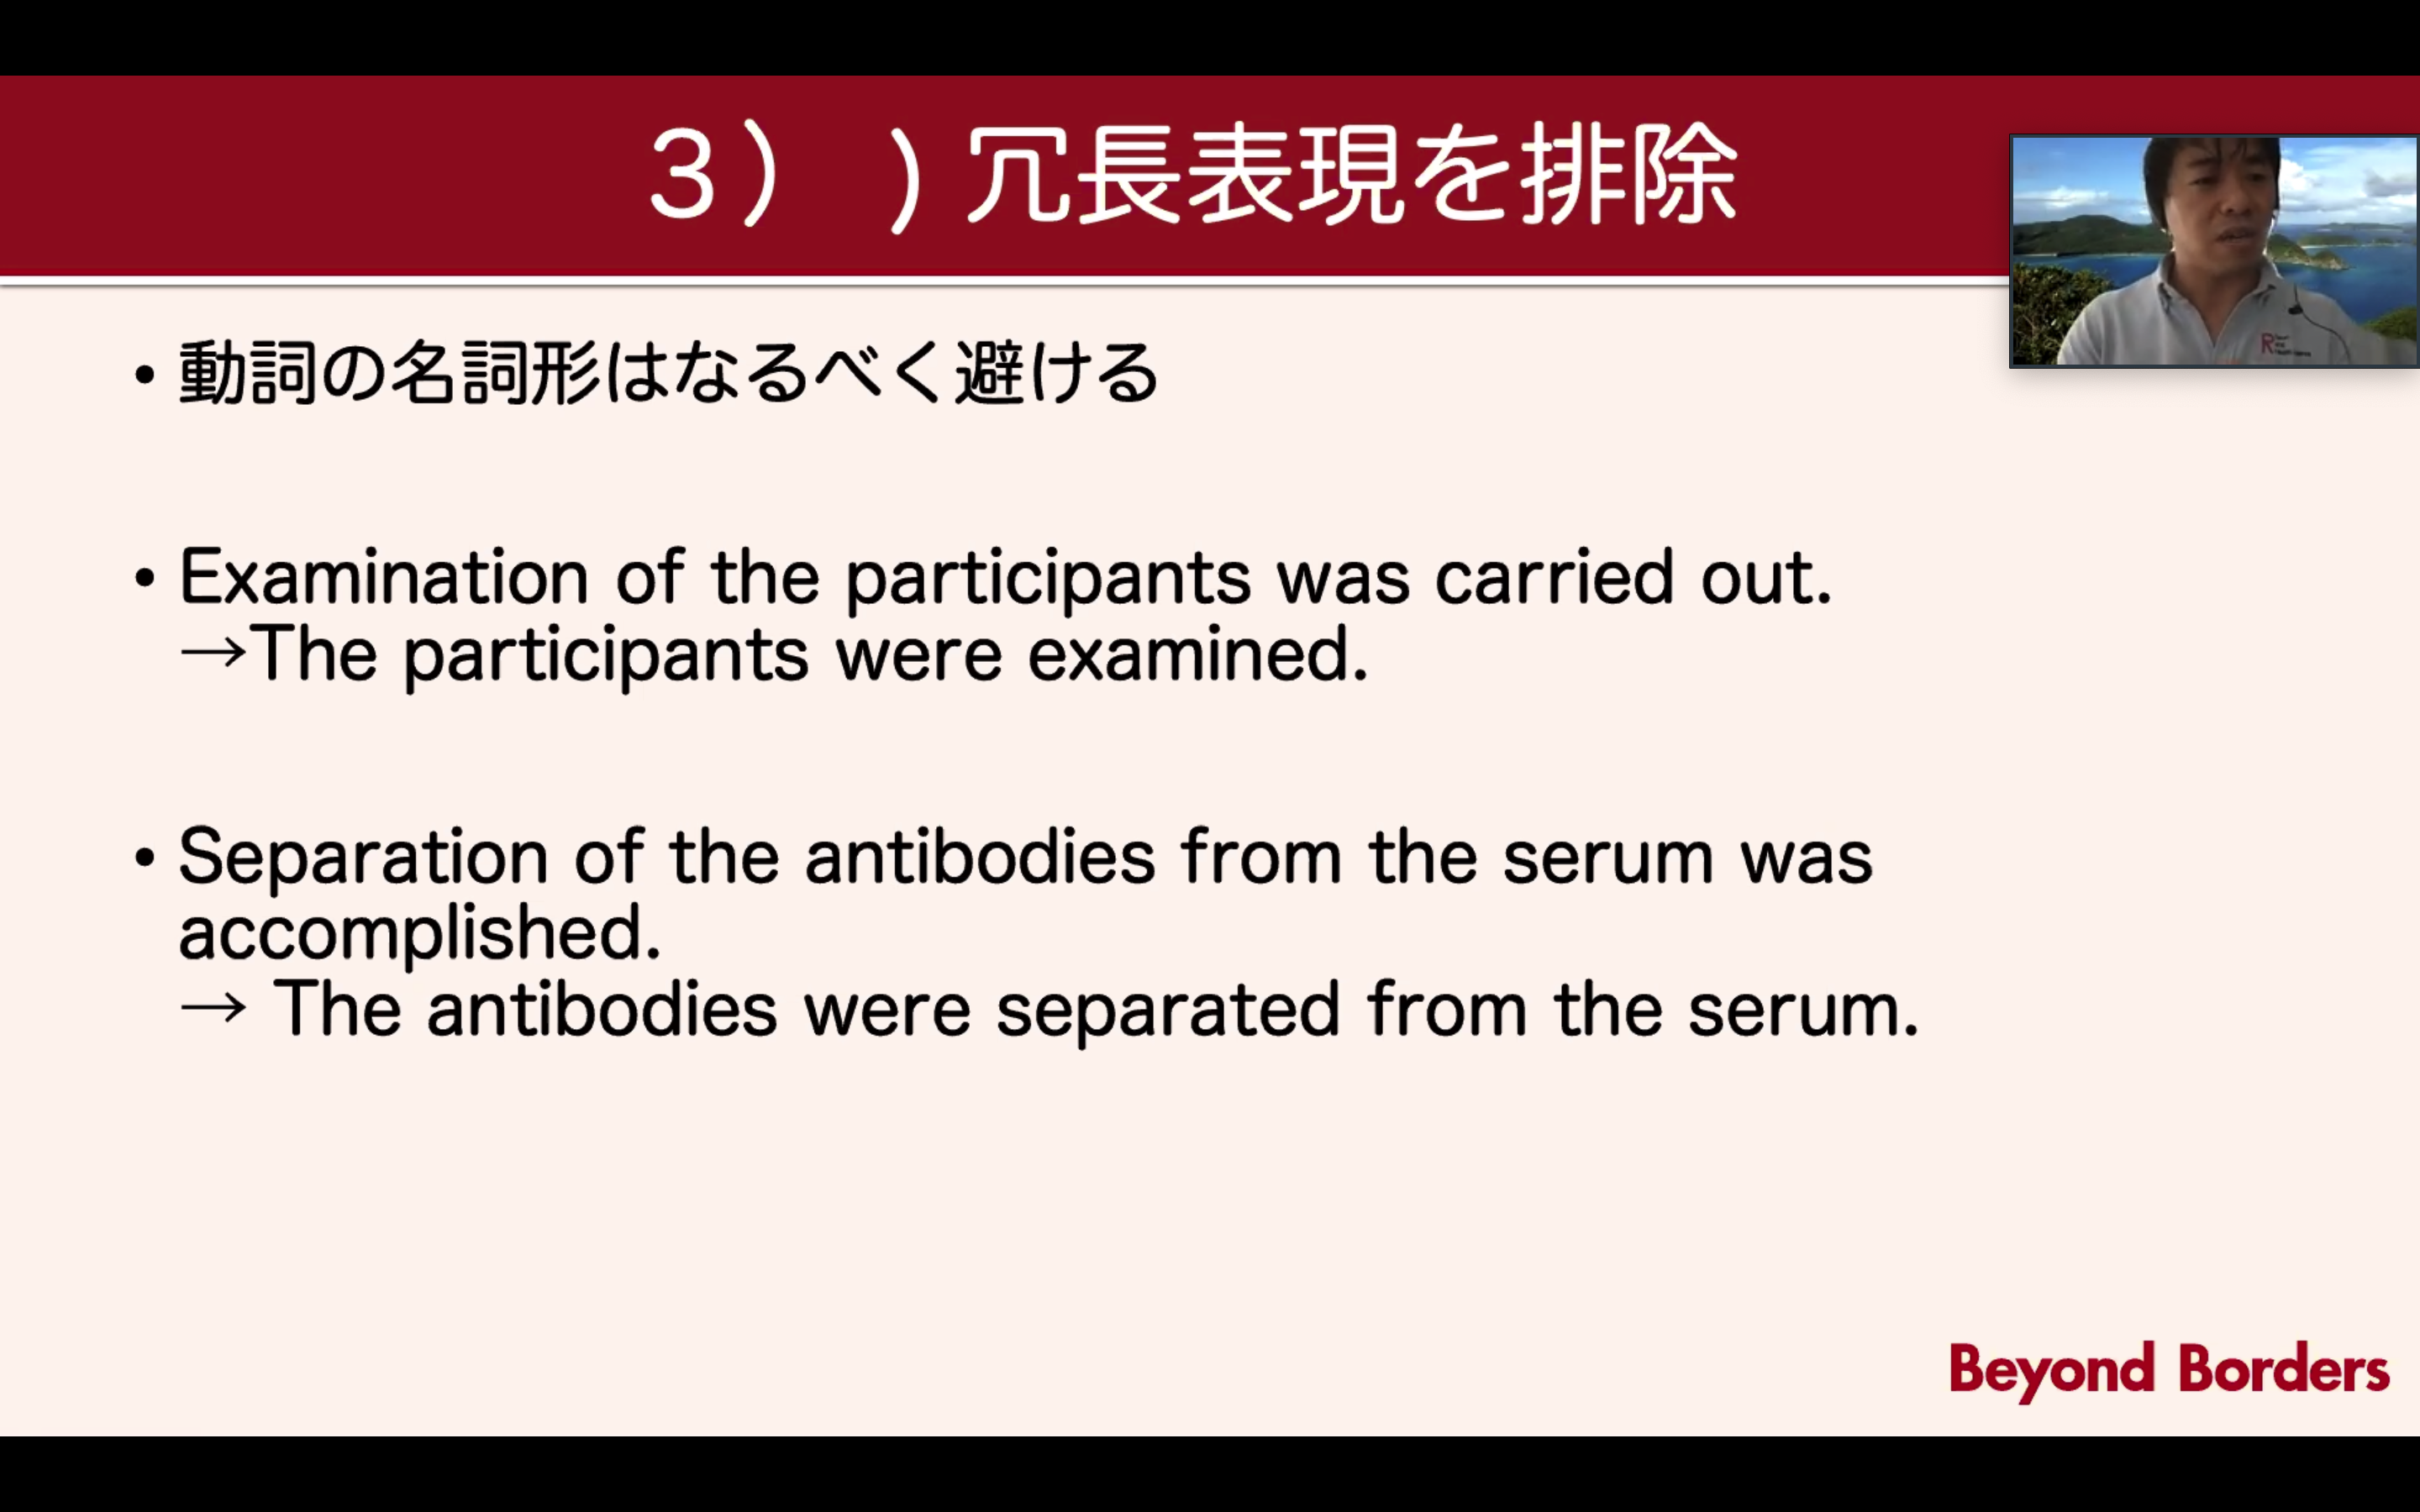 ３） ) 冗長表現を排除
• 動詞の名詞形はなるべく避ける
• Examination of the participants was carried out.
→The participants were examined.
• Separation of the antibodies from the serum was
accomplished.
→ The antibodies were separated from the serum.
R
Beyond Borders